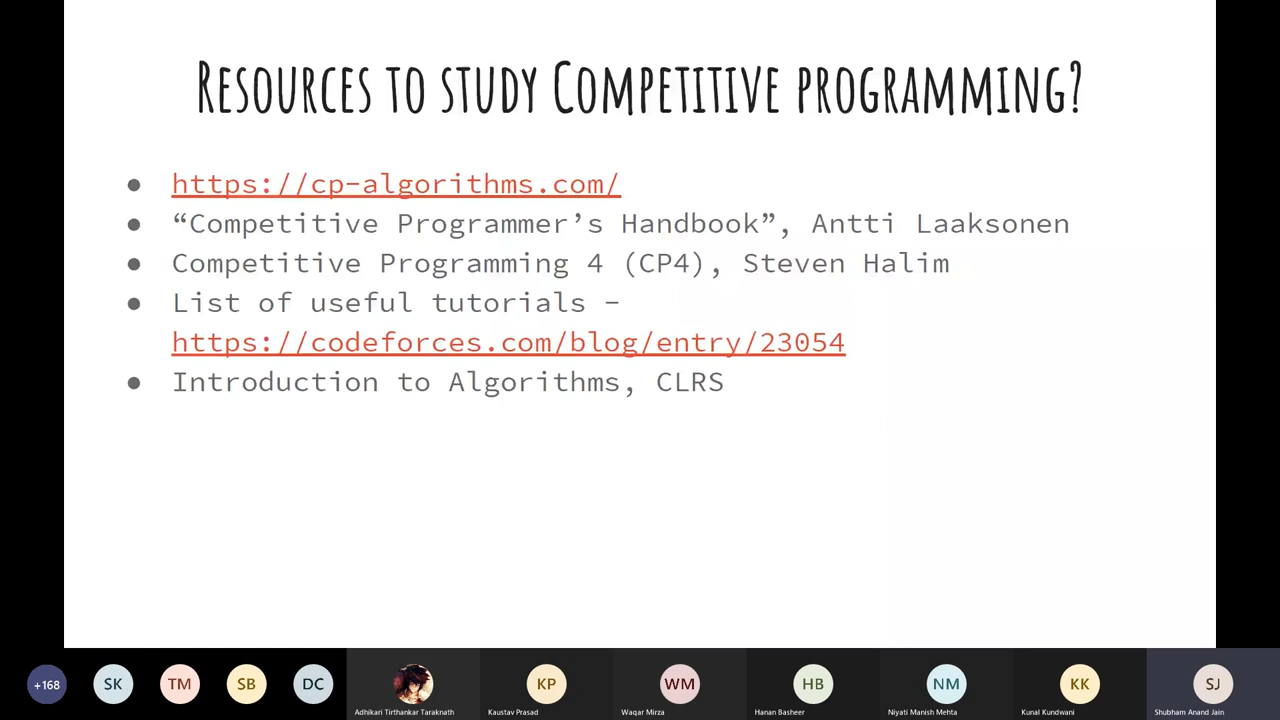 RESOURCES TO STUDY COMPETITIVE PROGRAMMING?
● https://cp-algorithms.com/
● “Competitive Programmer’s Handbook”, Antti Laaksonen
● Competitive Programming 4 (CP4), Steven Halim
● List of useful tutorials –
https://codeforces.com/blog/entry/23054
● Introduction to Algorithms, CLRS
+168 SK TM SB DC KP WM HB NM KK SJ
Adhikari Tirthankar Taraknath Kaustav Prasad Waqar Mirza Hanan Basheer Niyati Manish Mehta Kunal Kundwani Shubham Anand Jain